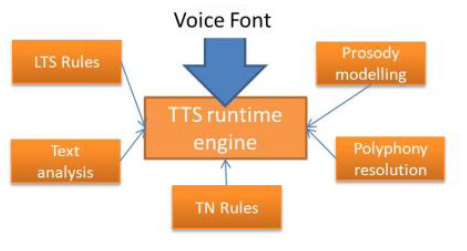 Voice Font
LTS Rules
Prosody
modelling
TTS runtime
engine
Text
analysis
Polyphony
resolution
TN Rules